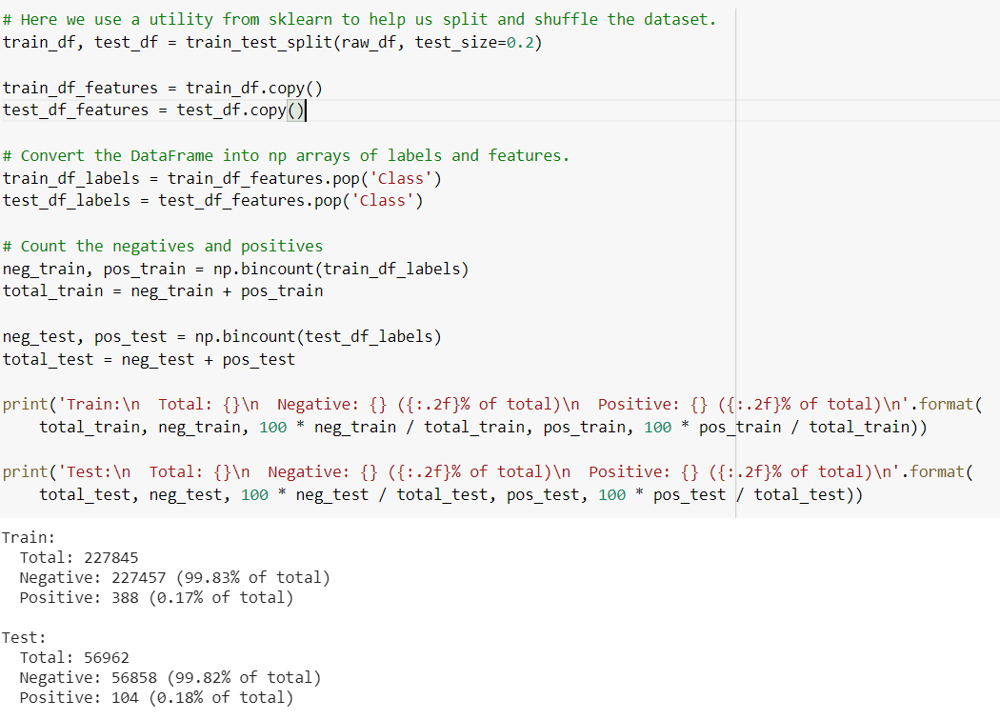 # Here we use a utility from sklearn to help us split and shuffle the dataset.
train_df, test_df = train_test_split(raw_df, test_size=0.2)

train_df_features = train_df.copy()
test_df_features = test_df.copy()

# Convert the DataFrame into np arrays of labels and features.
train_df_labels = train_df_features.pop('Class')
test_df_labels = test_df_features.pop('Class')

# Count the negatives and positives
neg_train, pos_train = np.bincount(train_df_labels)
total_train = neg_train + pos_train

neg_test, pos_test = np.bincount(test_df_labels)
total_test = neg_test + pos_test

print('Train:\n  Total: {}\n  Negative: {} ({:.2f}% of total)\n  Positive: {} ({:.2f}% of total)\n'.format(
    total_train, neg_train, 100 * neg_train / total_train, pos_train, 100 * pos_train / total_train))

print('Test:\n  Total: {}\n  Negative: {} ({:.2f}% of total)\n  Positive: {} ({:.2f}% of total)\n'.format(
    total_test, neg_test, 100 * neg_test / total_test, pos_test, 100 * pos_test / total_test))

Train:
  Total: 227845
  Negative: 227457 (99.83% of total)
  Positive: 388 (0.17% of total)

Test:
  Total: 56962
  Negative: 56858 (99.82% of total)
  Positive: 104 (0.18% of total)